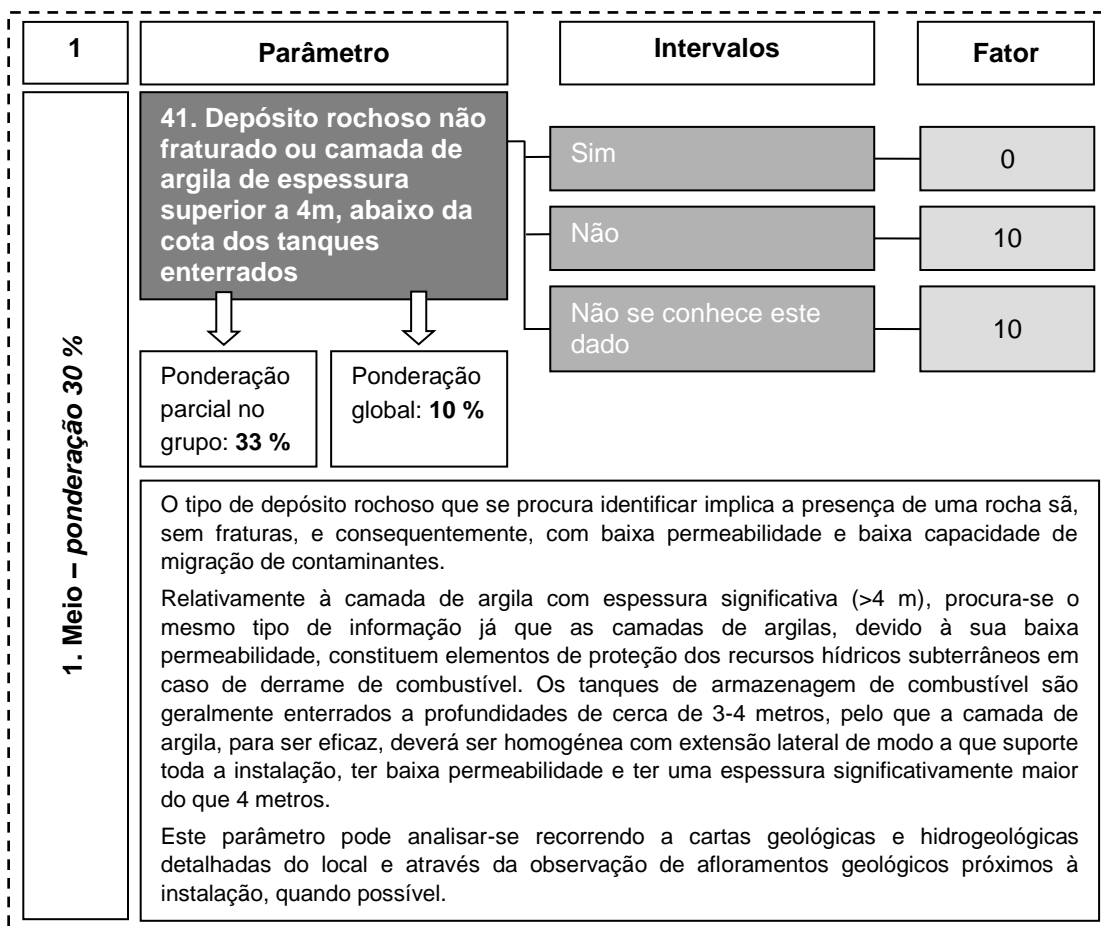 1
Parâmetro
Intervalos
Fator
1. Meio – ponderação 30 %
41. Depósito rochoso não
fraturado ou camada de
argila de espessura
superior a 4m, abaixo da
cota dos tanques
enterrados
Sim
0
Não
10
Não se conhece este
dado
10
Ponderação
parcial no
grupo: 33 %
Ponderação
global: 10 %
O tipo de depósito rochoso que se procura identificar implica a presença de uma rocha sã,
sem fraturas, e consequentemente, com baixa permeabilidade e baixa capacidade de
migração de contaminantes.
Relativamente à camada de argila com espessura significativa (>4 m), procura-se o
mesmo tipo de informação já que as camadas de argilas, devido à sua baixa
permeabilidade, constituem elementos de proteção dos recursos hídricos subterrâneos em
caso de derrame de combustível. Os tanques de armazenagem de combustível são
geralmente enterrados a profundidades de cerca de 3-4 metros, pelo que a camada de
argila, para ser eficaz, deverá ser homogénea com extensão lateral de modo a que suporte
toda a instalação, ter baixa permeabilidade e ter uma espessura significativamente maior
do que 4 metros.
Este parâmetro pode analisar-se recorrendo a cartas geológicas e hidrogeológicas
detalhadas do local e através da observação de afloramentos geológicos próximos à
instalação, quando possível.